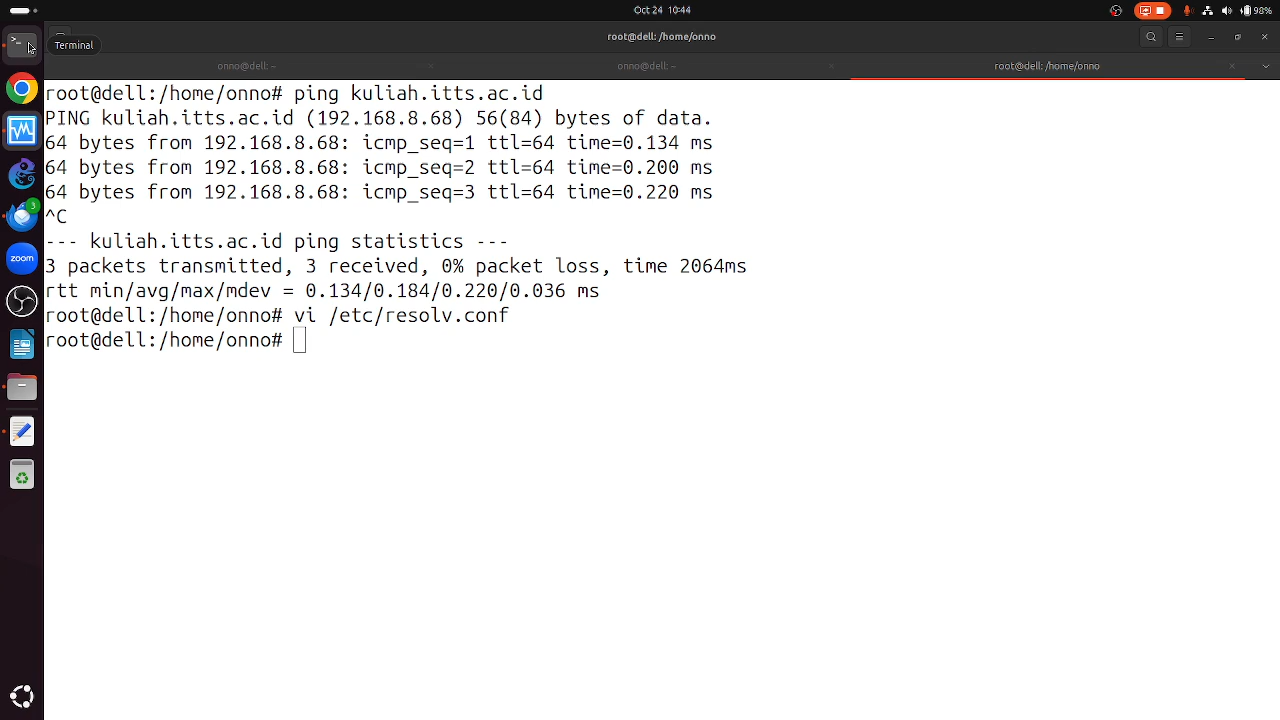 Oct 24 10:44
98%
root@dell: /home/onno
Terminal
onno@dell: ~
onno@dell: ~
root@dell: /home/onno
root@dell:/home/onno# ping kuliah.itts.ac.id
PING kuliah.itts.ac.id (192.168.8.68) 56(84) bytes of data.
64 bytes from 192.168.8.68: icmp_seq=1 ttl=64 time=0.134 ms
64 bytes from 192.168.8.68: icmp_seq=2 ttl=64 time=0.200 ms
64 bytes from 192.168.8.68: icmp_seq=3 ttl=64 time=0.220 ms
^C
--- kuliah.itts.ac.id ping statistics ---
3 packets transmitted, 3 received, 0% packet loss, time 2064ms
rtt min/avg/max/mdev = 0.134/0.184/0.220/0.036 ms
root@dell:/home/onno# vi /etc/resolv.conf
root@dell:/home/onno#
3
zoom